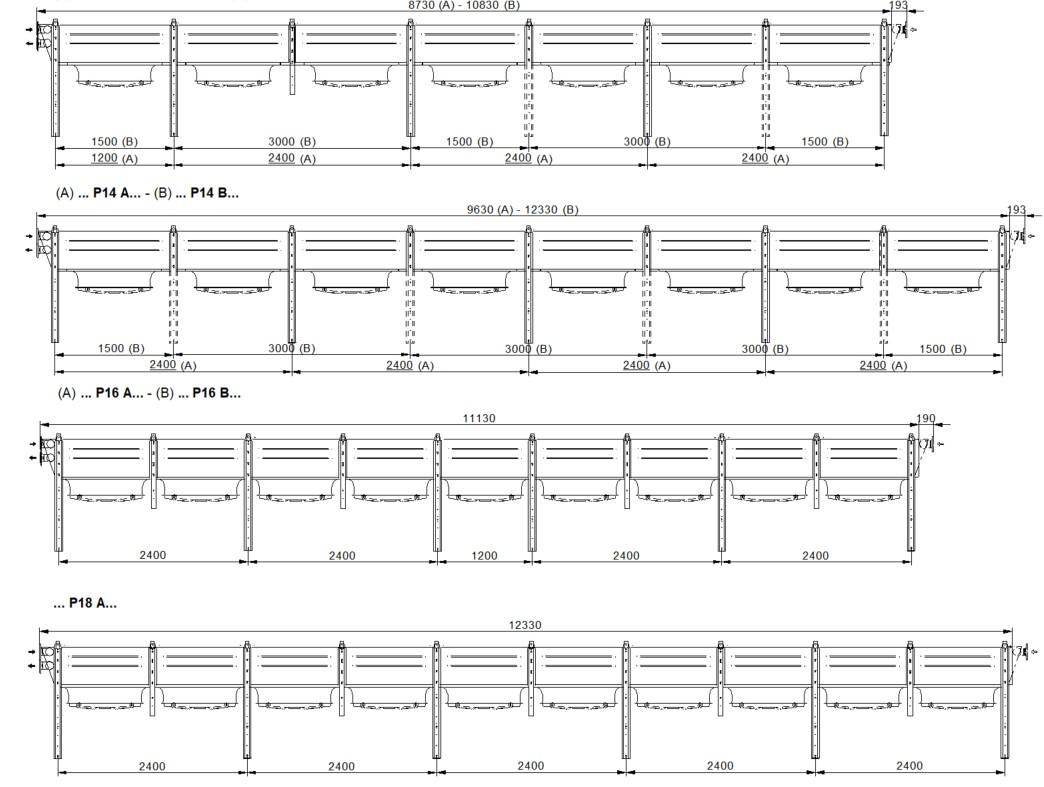 8730 (A) - 10830 (B) 193
1500 (B) 3000 (B) 1500 (B) 3000 (B) 1500 (B)
1200 (A) 2400 (A) 2400 (A) 2400 (A)
(A) ... P14 A... - (B) ... P14 B...
9630 (A) - 12330 (B) 193
1500 (B) 3000 (B) 3000 (B) 3000 (B) 1500 (B)
2400 (A) 2400 (A) 2400 (A) 2400 (A)
(A) ... P16 A... - (B) ... P16 B...
11130 190
2400 2400 1200 2400 2400
... P18 A...
12330
2400 2400 2400 2400 2400